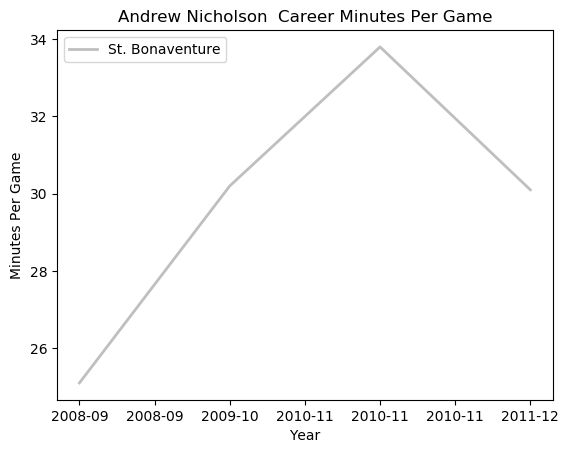 Andrew Nicholson  Career Minutes Per Game
St. Bonaventure
34
32
30
28
26
Minutes Per Game
2008-09 2008-09 2009-10 2010-11 2010-11 2010-11 2011-12
Year